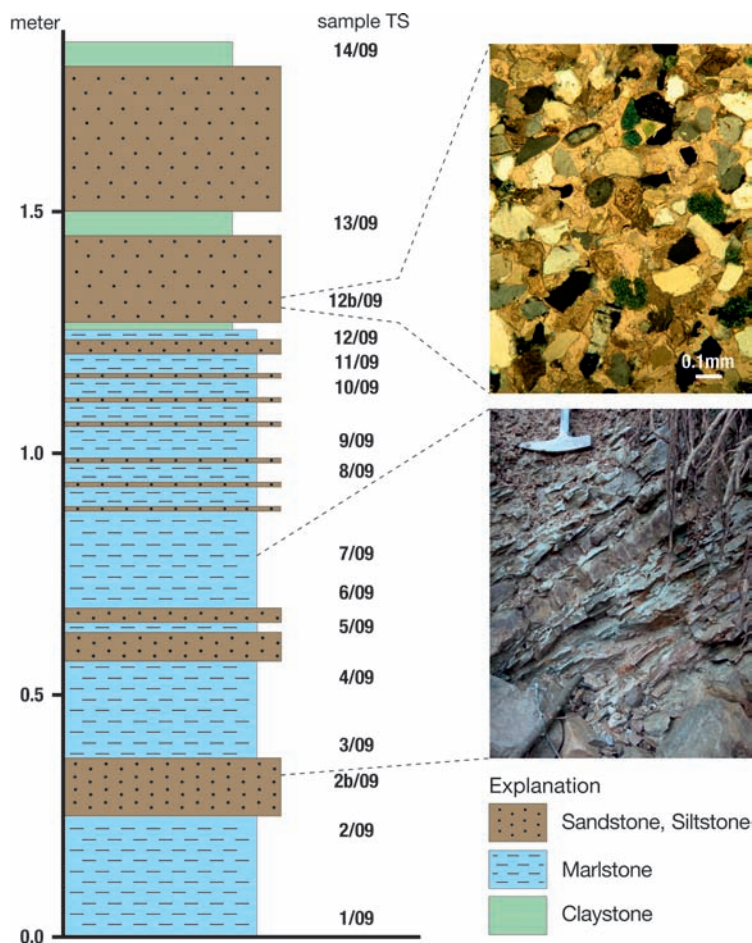 meter
sample TS
14/09
1.5
13/09
12b/09
12/09
11/09
10/09
1.0
9/09
8/09
7/09
6/09
5/09
0.5
4/09
3/09
2b/09
2/09
1/09
0.0
0.1mm
Explanation
Sandstone, Siltstone
Marlstone
Claystone